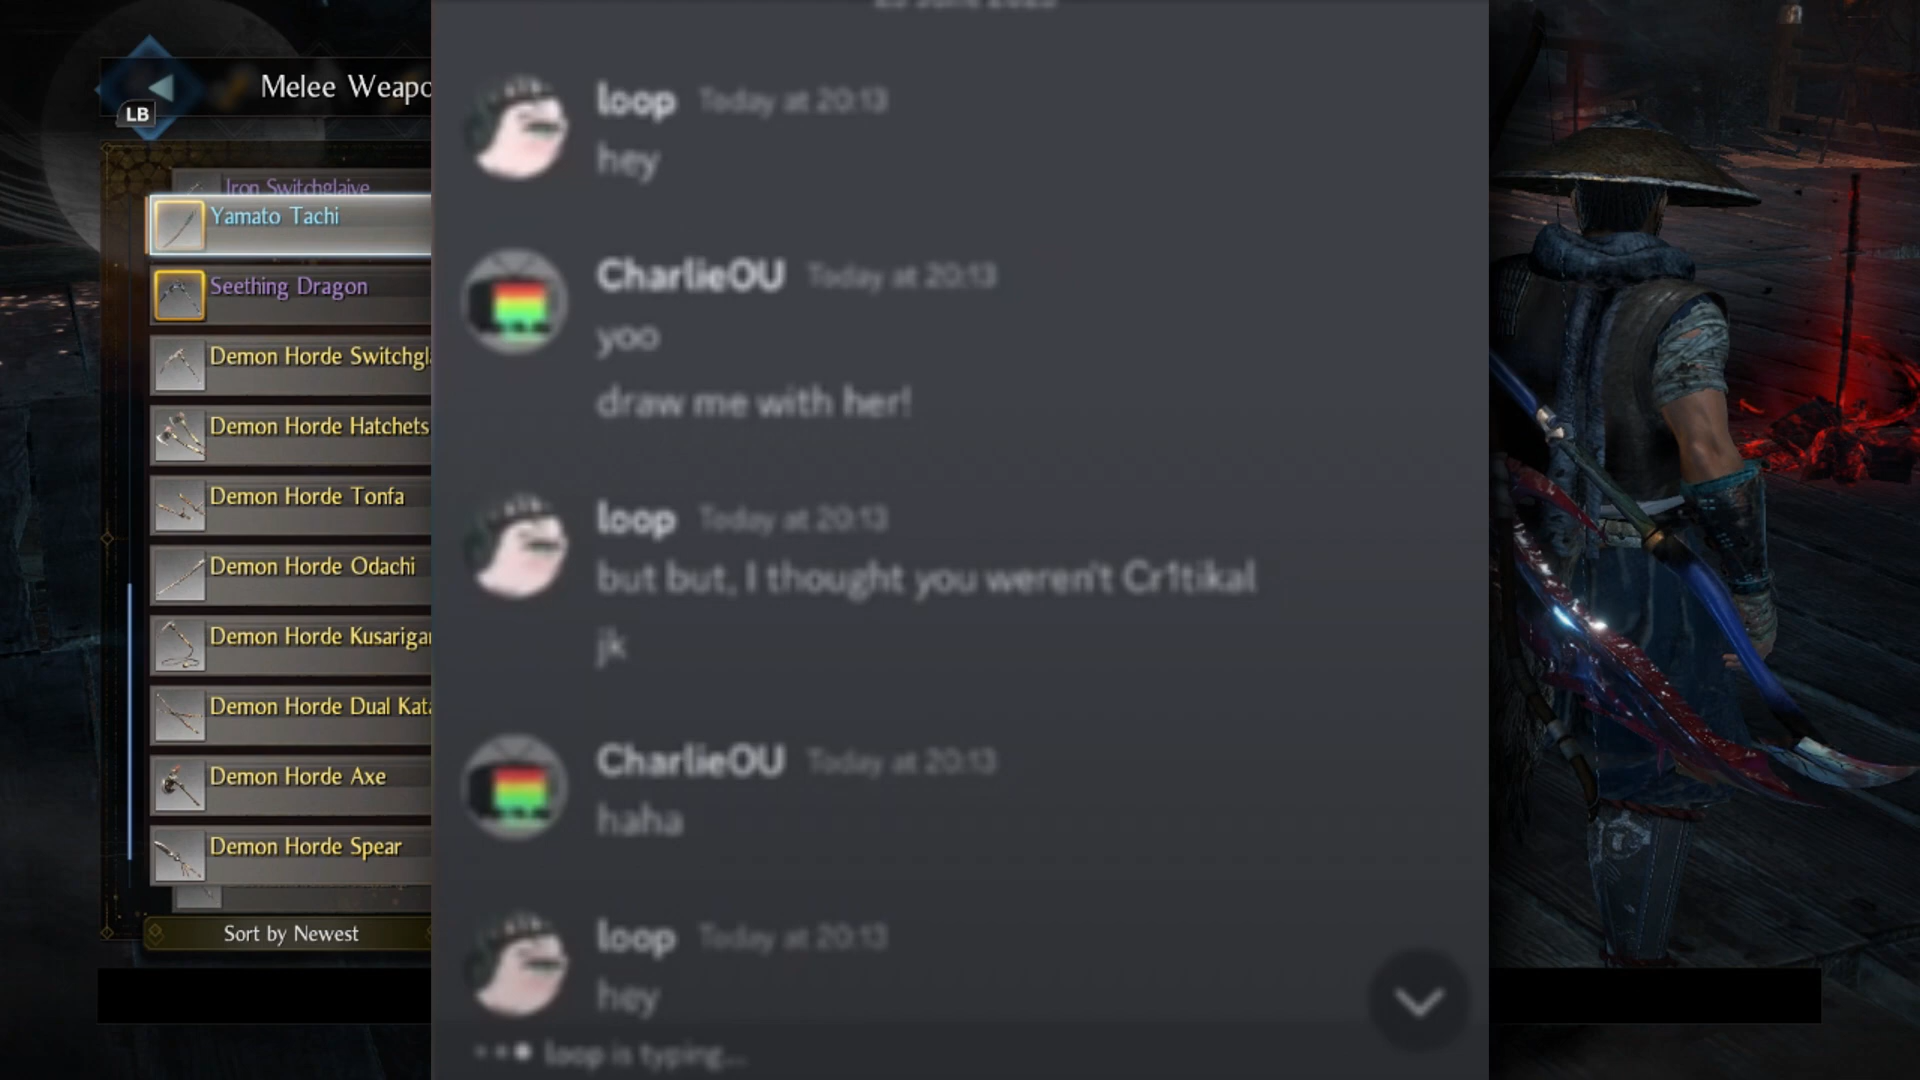 Melee Weapo
LB
Iron Switchglaive
Yamato Tachi
Seething Dragon
Demon Horde Switchgl
Demon Horde Hatchets
Demon Horde Tonfa
Demon Horde Odachi
Demon Horde Kusarigar
Demon Horde Dual Kata
Demon Horde Axe
Demon Horde Spear
Sort by Newest
loop Today at 20:13
hey
CharlieOU Today at 20:13
yoo
draw me with her!
loop Today at 20:13
but but, I thought you weren't Cr1tikal
jk
CharlieOU Today at 20:13
haha
loop Today at 20:13
hey
loop is typing...